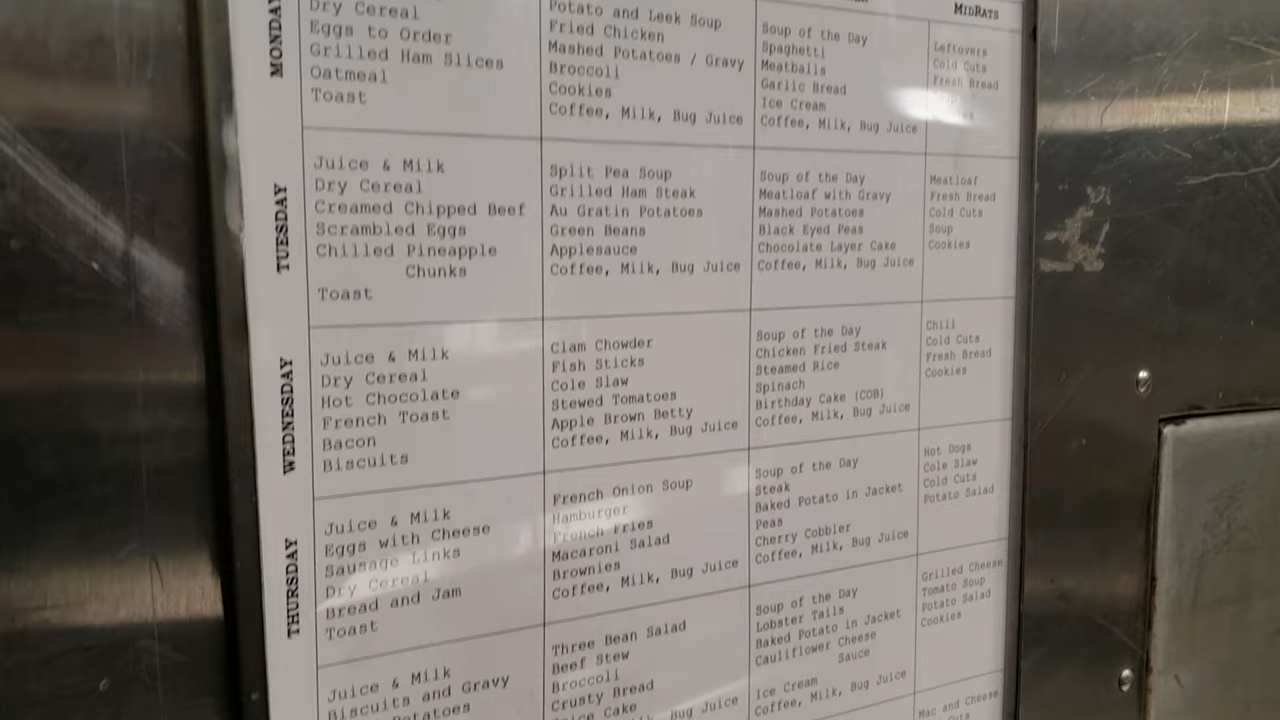 MIDRATS
MONDAY
Dry Cereal
Eggs to Order
Grilled Ham Slices
Oatmeal
Toast
Potato and Leek Soup
Fried Chicken
Mashed Potatoes / Gravy
Broccoli
Cookies
Coffee, Milk, Bug Juice
Soup of the Day
Spaghetti
Meatballs
Garlic Bread
Ice Cream
Coffee, Milk, Bug Juice
Leftovers
Cold Cuts
Fresh Bread
TUESDAY
Juice & Milk
Dry Cereal
Creamed Chipped Beef
Scrambled Eggs
Chilled Pineapple
Chunks
Toast
Split Pea Soup
Grilled Ham Steak
Au Gratin Potatoes
Green Beans
Applesauce
Coffee, Milk, Bug Juice
Soup of the Day
Meatloaf with Gravy
Mashed Potatoes
Black Eyed Peas
Chocolate Layer Cake
Coffee, Milk, Bug Juice
Meatloaf
Fresh Bread
Cold Cuts
Soup
Cookies
WEDNESDAY
Juice & Milk
Dry Cereal
Hot Chocolate
French Toast
Bacon
Biscuits
Clam Chowder
Fish Sticks
Cole Slaw
Stewed Tomatoes
Apple Brown Betty
Coffee, Milk, Bug Juice
Soup of the Day
Chicken Fried Steak
Steamed Rice
Spinach
Birthday Cake (COB)
Coffee, Milk, Bug Juice
Chili
Cold Cuts
Fresh Bread
Cookies
THURSDAY
Juice & Milk
Eggs with Cheese
Sausage Links
Dry Cereal
Bread and Jam
Toast
French Onion Soup
Hamburger
French Fries
Macaroni Salad
Brownies
Coffee, Milk, Bug Juice
Soup of the Day
Steak
Baked Potato in Jacket
Peas
Cherry Cobbler
Coffee, Milk, Bug Juice
Hot Dogs
Cole Slaw
Cold Cuts
Potato Salad
Juice & Milk
Biscuits and Gravy
Potatoes
Three Bean Salad
Beef Stew
Broccoli
Crusty Bread
Cake
Bug Juice
Soup of the Day
Lobster Tails
Baked Potato in Jacket
Cauliflower Cheese
Sauce
Ice Cream
Coffee, Milk, Bug Juice
Grilled Cheese
Tomato Soup
Potato Salad
Cookies
Mac and Cheese
Cuts